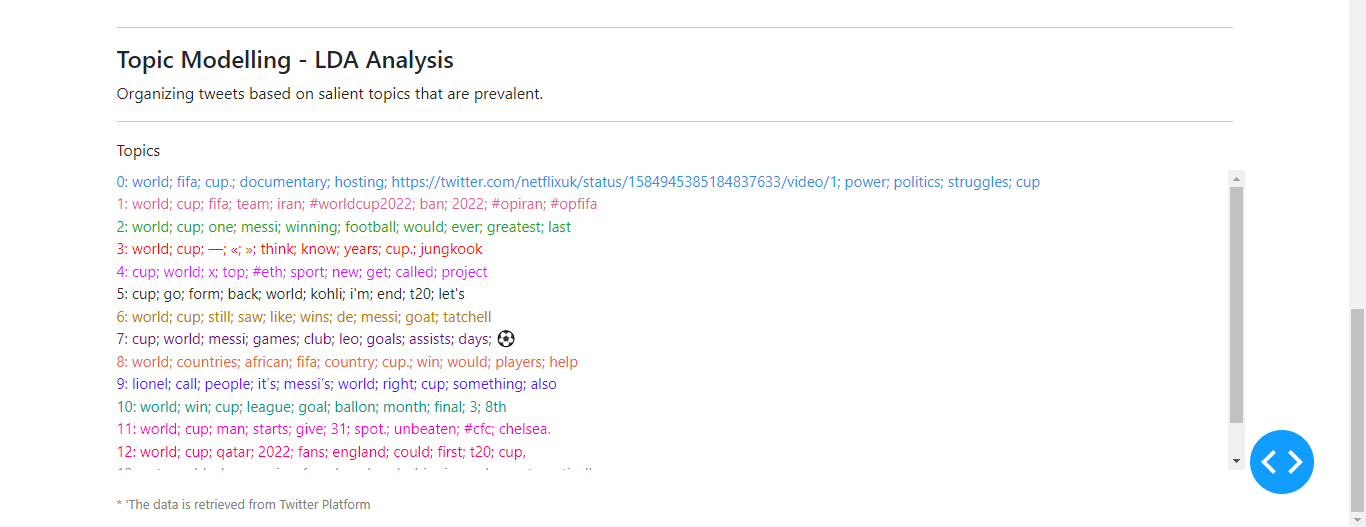 Topic Modelling - LDA Analysis
Organizing tweets based on salient topics that are prevalent.
Topics
0: world; fifa; cup.; documentary; hosting; https://twitter.com/netflixuk/status/1584945385184837633/video/1; power; politics; struggles; cup
1: world; cup; fifa; team; iran; #worldcup2022; ban; 2022; #opiran; #opfifa
2: world; cup; one; messi; winning; football; would; ever; greatest; last
3: world; cup; —; «; »; think; know; years; cup.; jungkook
4: cup; world; x; top; #eth; sport; new; get; called; project
5: cup; go; form; back; world; kohli; i'm; end; t20; let's
6: world; cup; still; saw; like; wins; de; messi; goat; tatchell
7: cup; world; messi; games; club; leo; goals; assists; days; ⚽
8: world; countries; african; fifa; country; cup.; win; would; players; help
9: lionel; call; people; it’s; messi’s; world; right; cup; something; also
10: world; win; cup; league; goal; ballon; month; final; 3; 8th
11: world; cup; man; starts; give; 31; spot.; unbeaten; #cfc; chelsea.
12: world; cup; qatar; 2022; fans; england; could; first; t20; cup,
* 'The data is retrieved from Twitter Platform